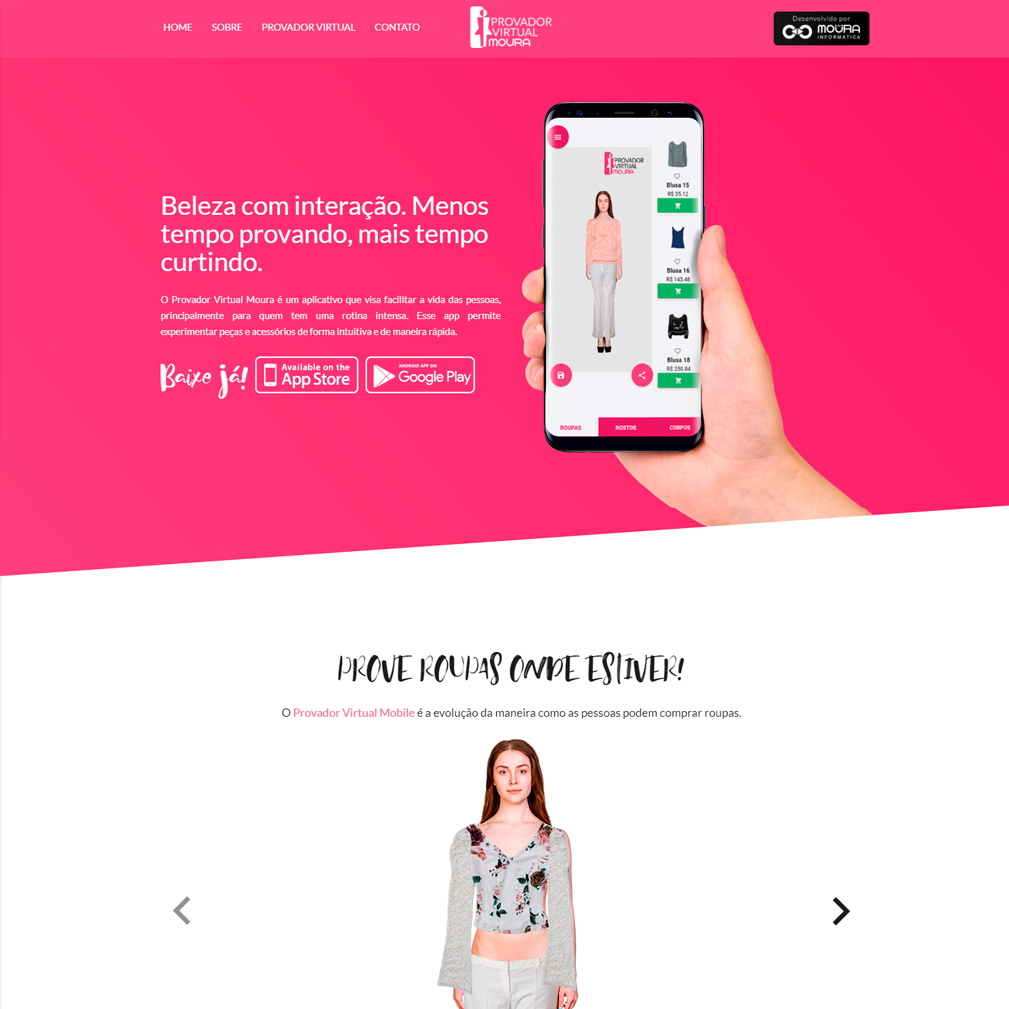 HOME SOBRE PROVADOR VIRTUAL CONTATO
PROVADOR
VIRTUAL
MOURA
Desenvolvido por
MOURA
INFORMÁTICA
Beleza com interação. Menos
tempo provando, mais tempo
curtindo.
O Provador Virtual Moura é um aplicativo que visa facilitar a vida das pessoas,
principalmente para quem tem uma rotina intensa. Esse app permite
experimentar peças e acessórios de forma intuitiva e de maneira rápida.
Baixe já!
Available on the
App Store
ANDROID APP ON
Google Play
PROVADOR
VIRTUAL
MOURA
Blusa 15
R$ 35.12
Blusa 16
R$ 143.48
Blusa 18
R$ 250.84
ROUPAS ROSTOS CORPOS
PROVE ROUPAS ONDE ESTIVER!
O Provador Virtual Mobile é a evolução da maneira como as pessoas podem comprar roupas.